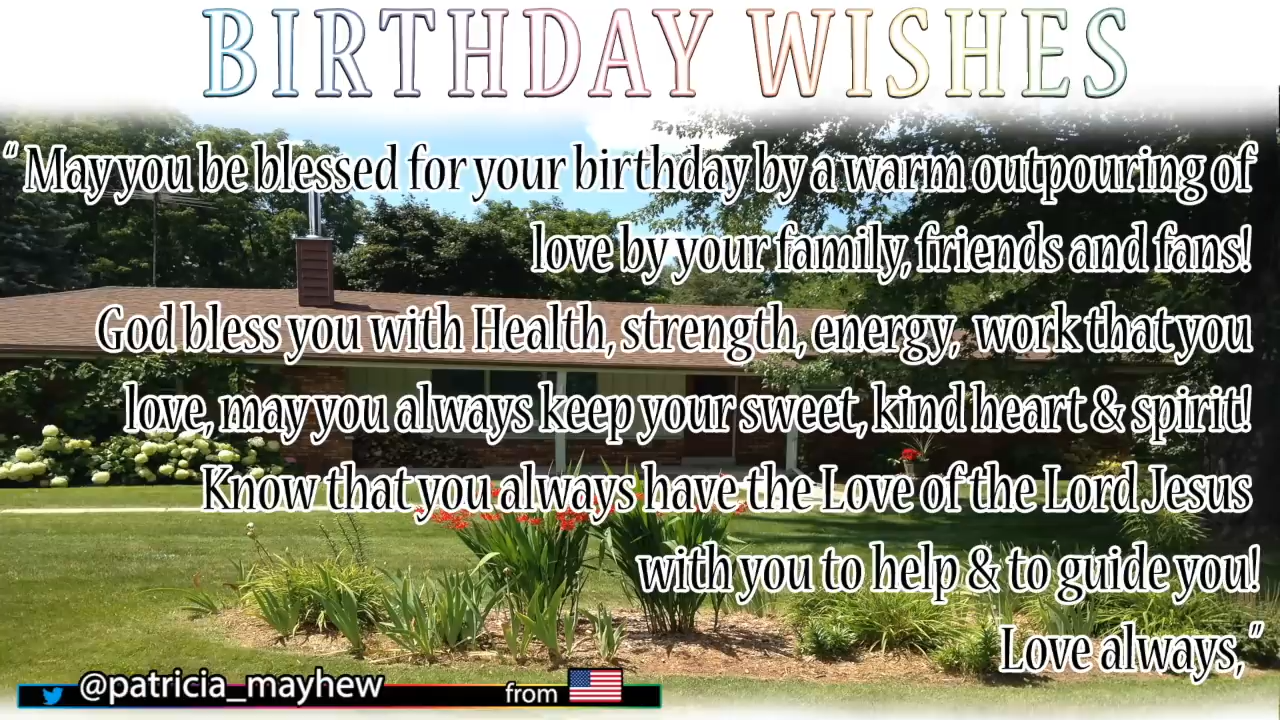 BIRTHDAY WISHES
“ May you be blessed for your birthday by a warm outpouring of
love by your family, friends and fans!
God bless you with Health, strength, energy, work that you
love, may you always keep your sweet, kind heart & spirit!
Know that you always have the Love of the Lord Jesus
with you to help & to guide you!
Love always, ”
@patricia_mayhew from